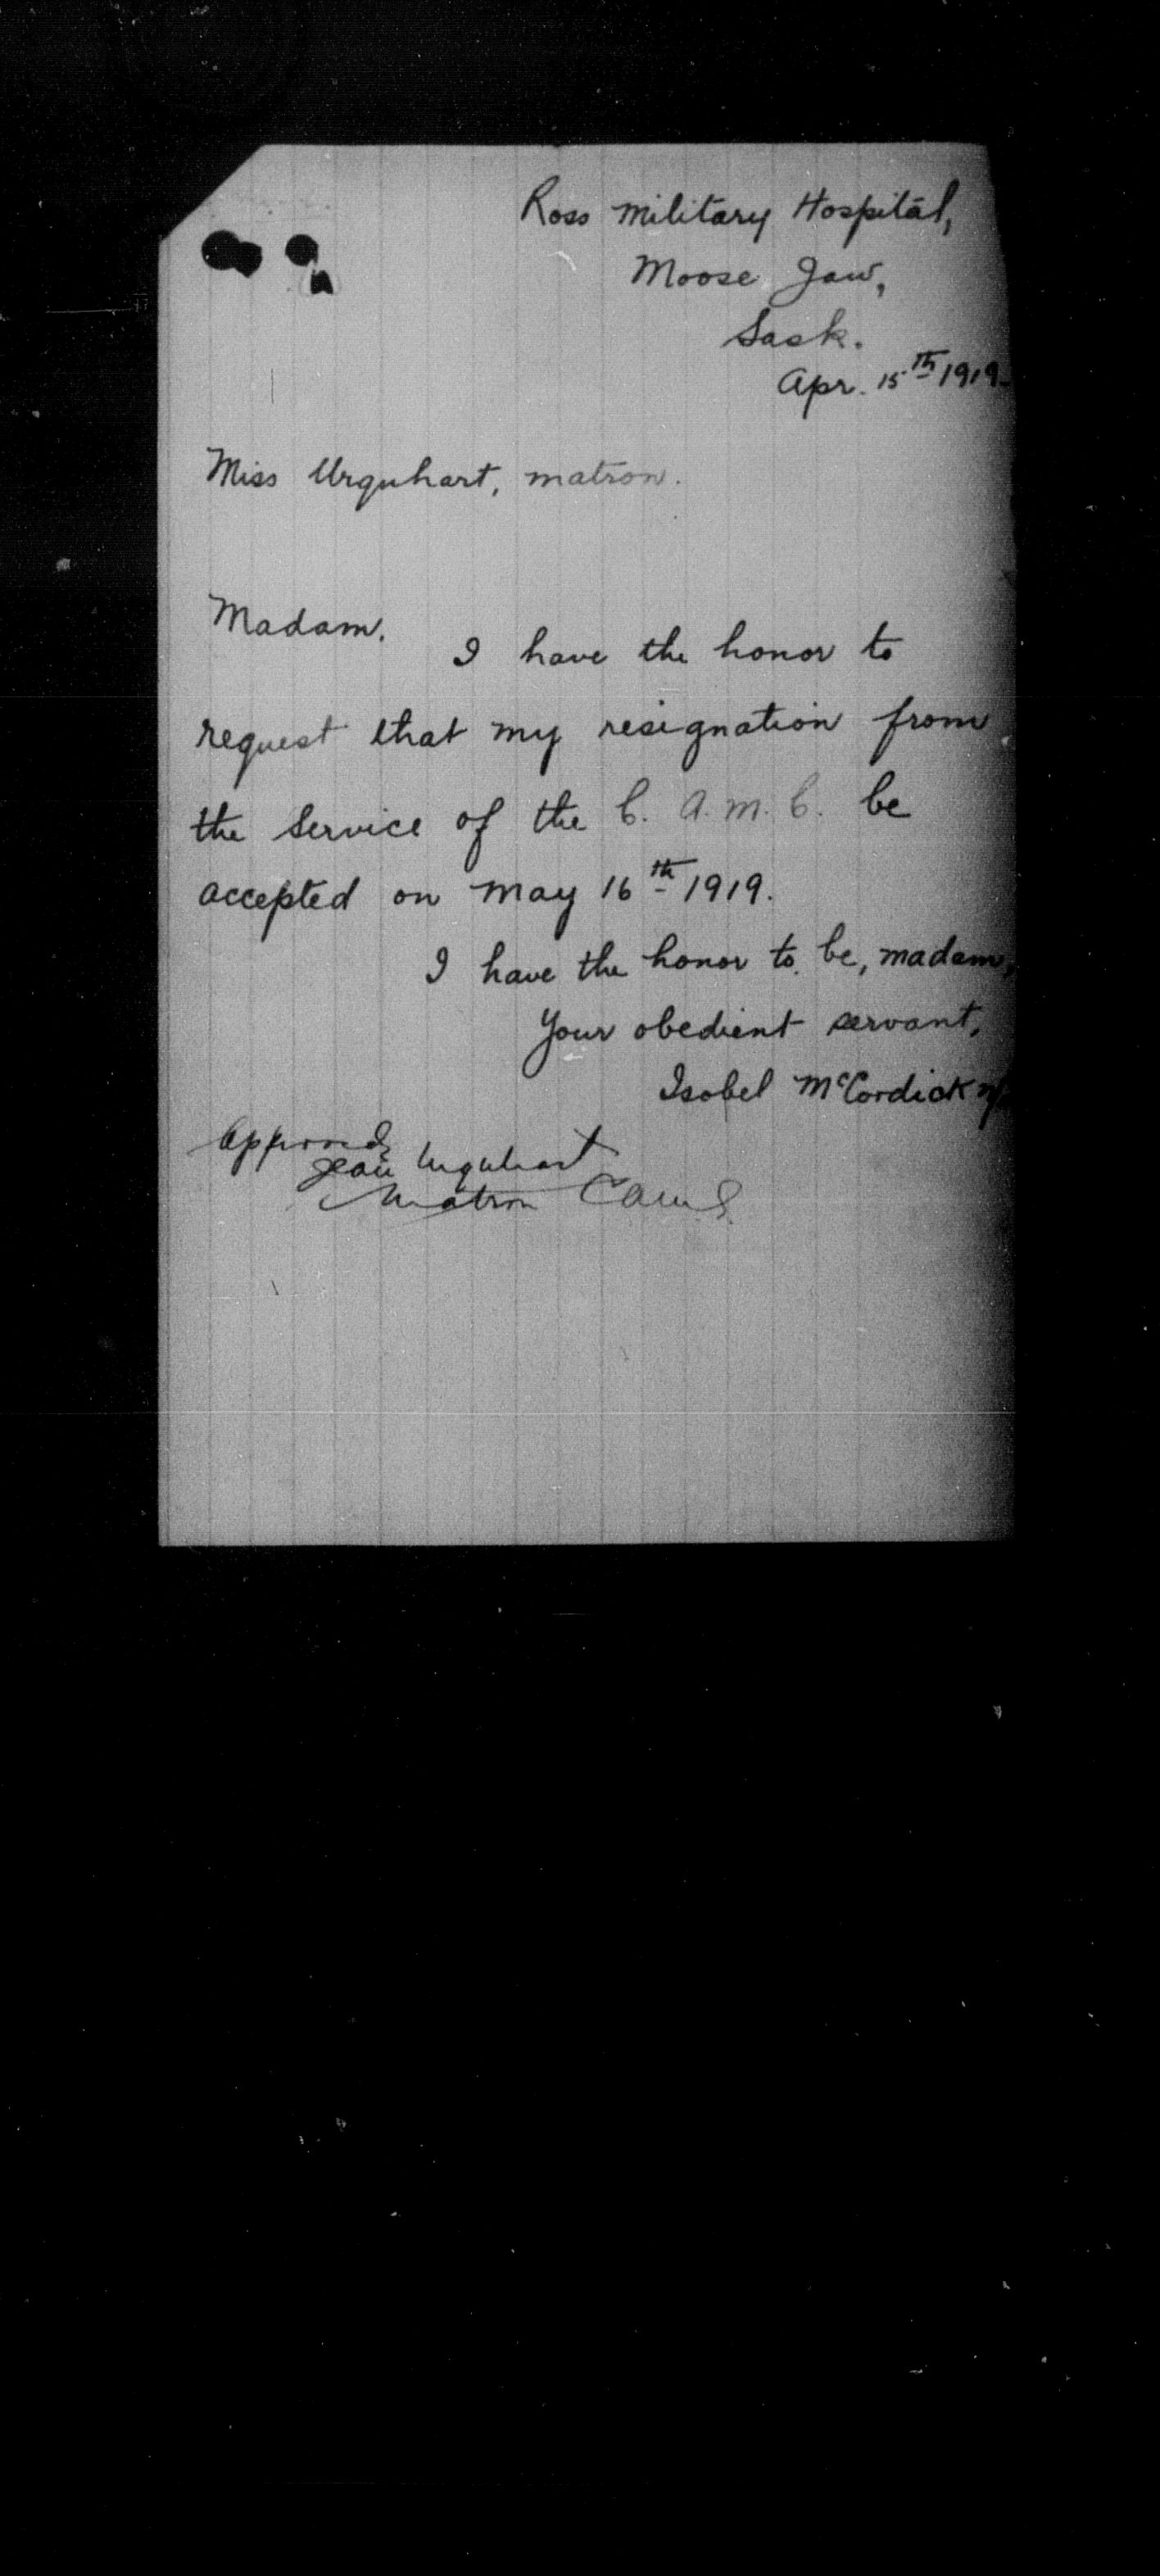 Ross Military Hospital,
Moose Jaw,
Sask.
Apr. 15th 1919.
Miss Urquhart, matron.
Madam.
I have the honor to
request that my resignation from
the service of the C. A. M. C. be
accepted on May 16th 1919.
I have the honor to be, madam,
Your obedient servant,
Isobel McCordick
Approved
Jean Urquhart
Matron CAMC.